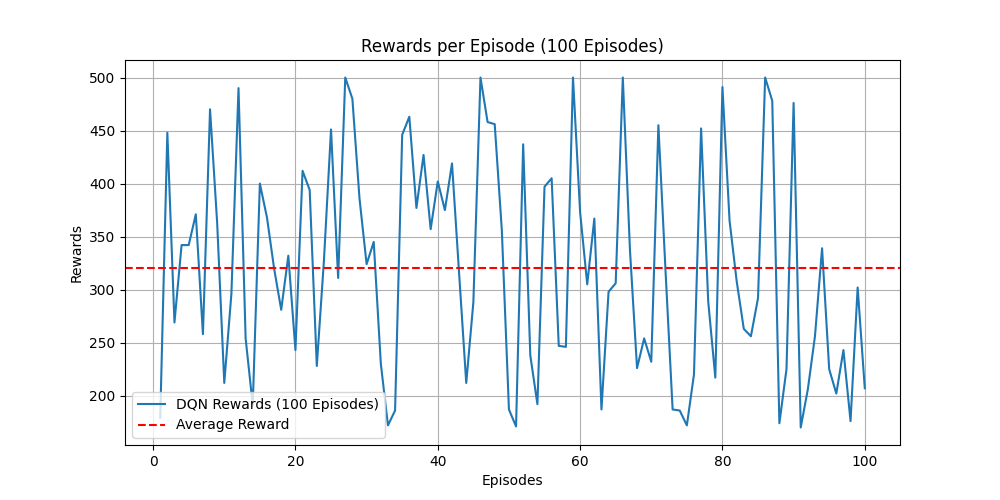 Rewards per Episode (100 Episodes)
Rewards
500
450
400
350
300
250
200
DQN Rewards (100 Episodes)
Average Reward
0
20
40
60
80
100
Episodes